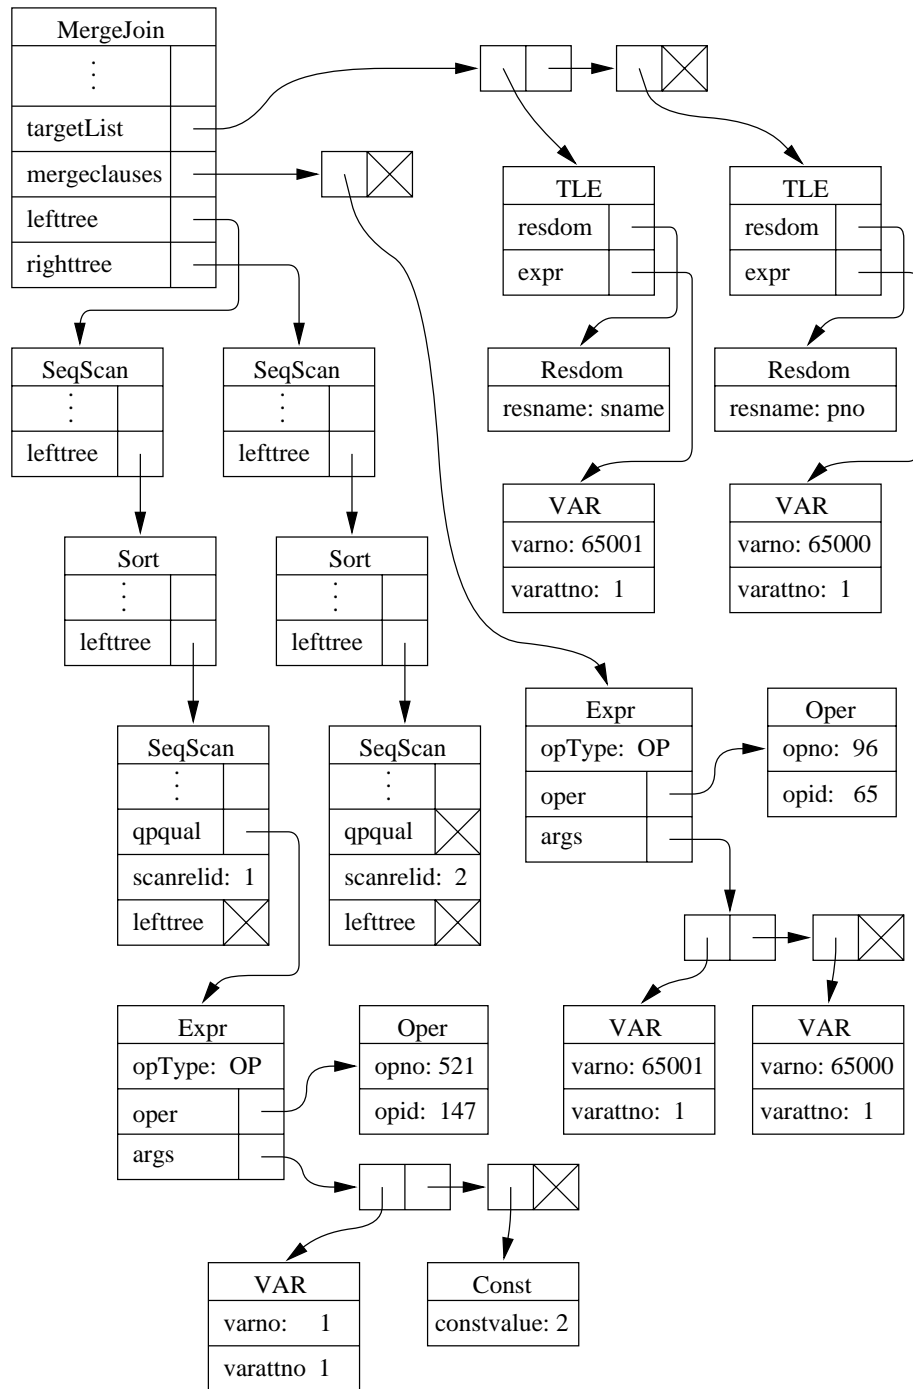 MergeJoin
targetList
mergeclauses
lefttree
righttree
TLE
resdom
expr
TLE
resdom
expr
Resdom
resname: sname
Resdom
resname: pno
SeqScan
lefttree
SeqScan
lefttree
VAR
varno: 65001
varattno: 1
VAR
varno: 65000
varattno: 1
Sort
lefttree
Sort
lefttree
SeqScan
qpqual
scanrelid: 1
lefttree
SeqScan
qpqual
scanrelid: 2
lefttree
Expr
opType: OP
oper
args
Oper
opno: 96
opid: 65
VAR
varno: 65001
varattno: 1
VAR
varno: 65000
varattno: 1
Expr
opType: OP
oper
args
Oper
opno: 521
opid: 147
VAR
varno: 1
varattno 1
Const
constvalue: 2